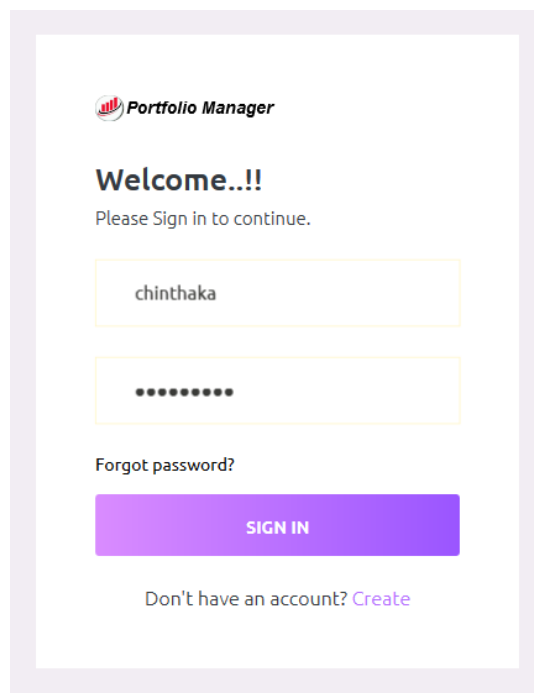 Portfolio Manager
Welcome..!!
Please Sign in to continue.
chinthaka
•••••••••
Forgot password?
SIGN IN
Don't have an account? Create